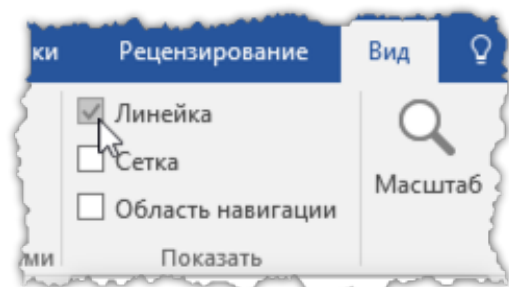 ки Рецензирование Вид
Линейка
Сетка
Область навигации
Масштаб
ми Показать